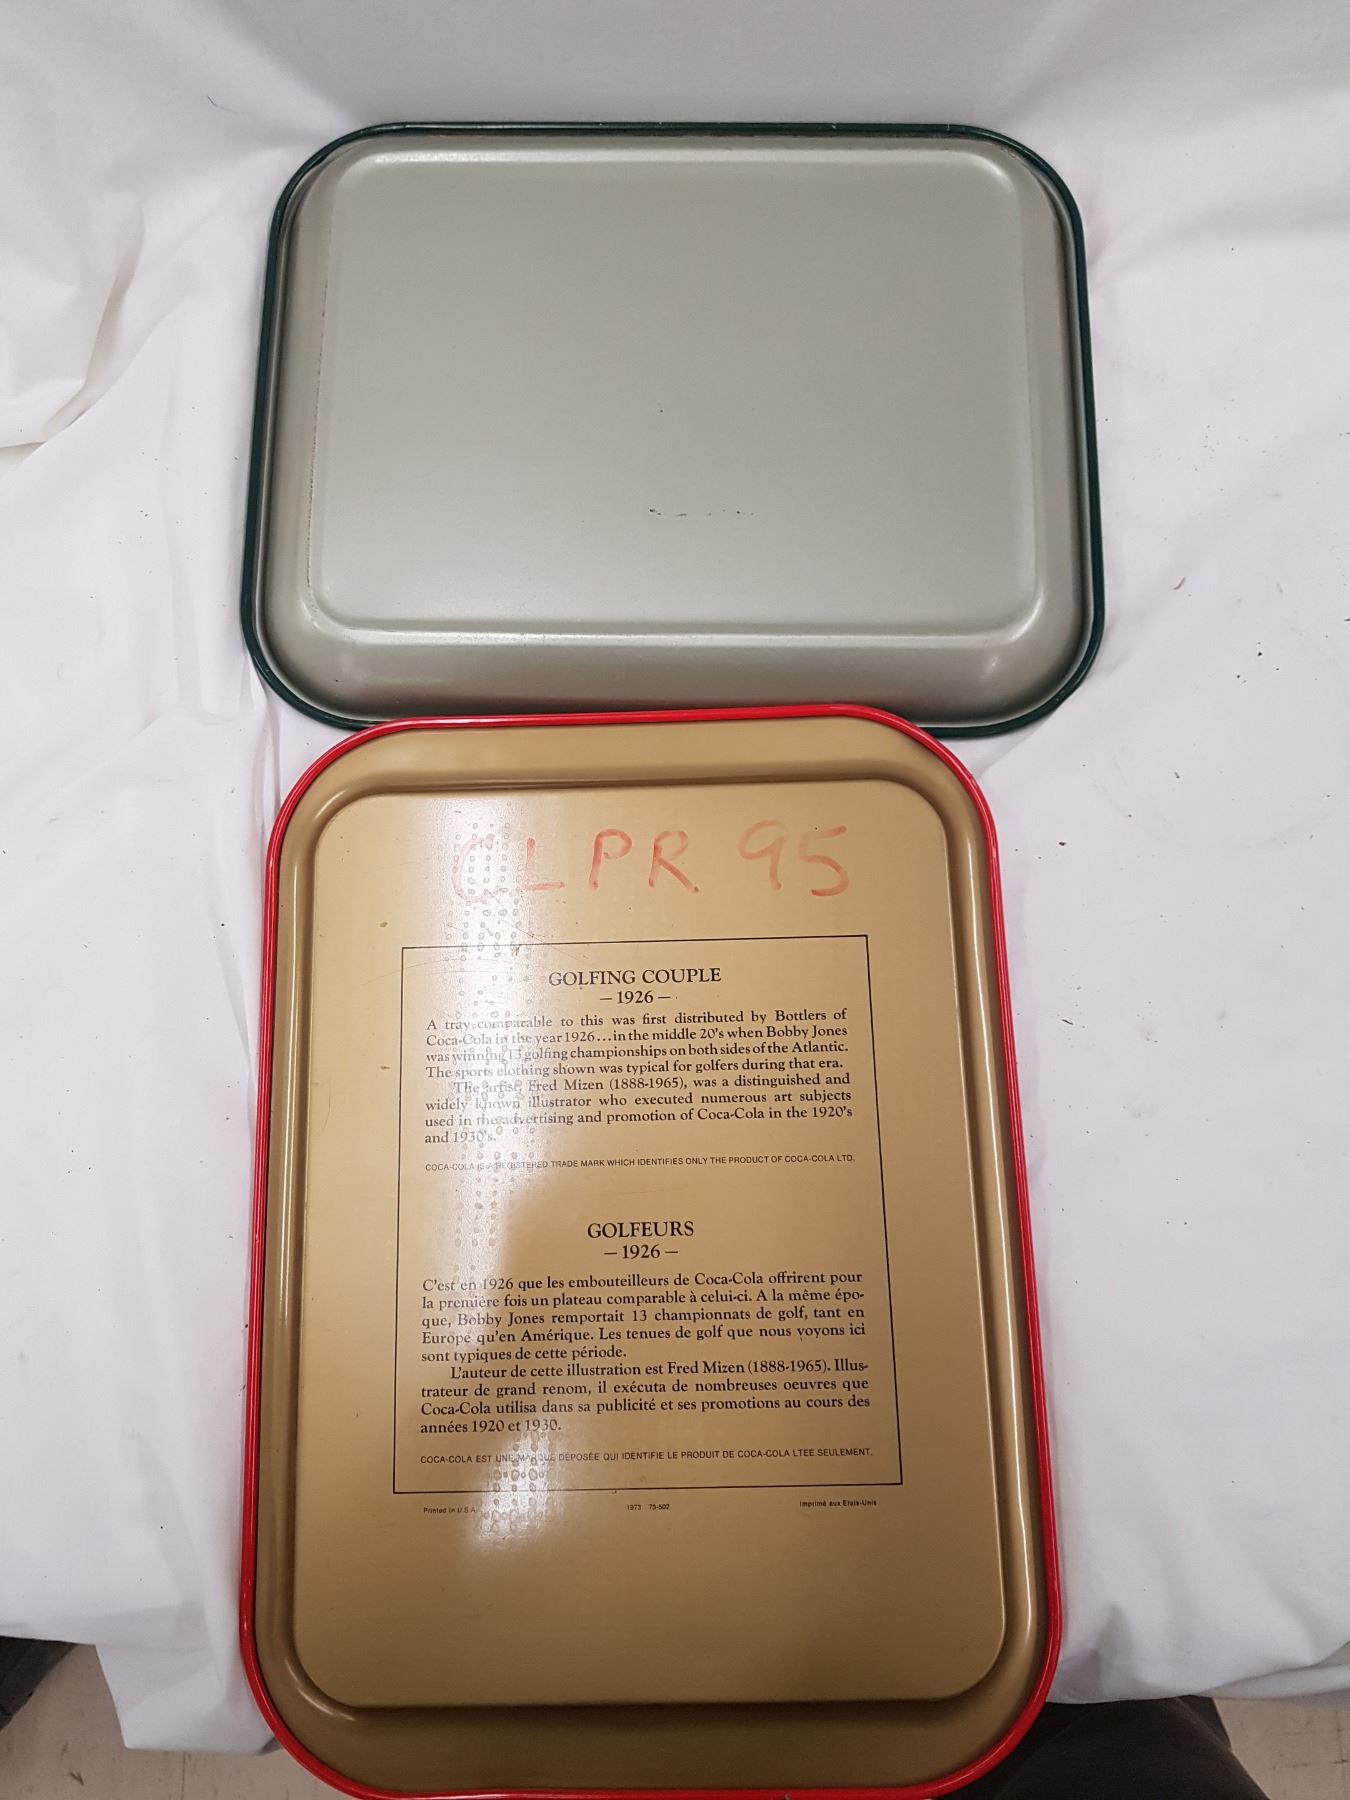 CLPR 95
GOLFING COUPLE
— 1926 —
A tray comparable to this was first distributed by Bottlers of
Coca-Cola in the year 1926...in the middle 20's when Bobby Jones
was winning 13 golfing championships on both sides of the Atlantic.
The sports clothing shown was typical for golfers during that era.
The artist, Fred Mizen (1888-1965), was a distinguished and
widely known illustrator who executed numerous art subjects
used in the advertising and promotion of Coca-Cola in the 1920's
and 1930's.
COCA-COLA IS A REGISTERED TRADE MARK WHICH IDENTIFIES ONLY THE PRODUCT OF COCA-COLA LTD.
GOLFEURS
— 1926 —
C'est en 1926 que les embouteilleurs de Coca-Cola offrirent pour
la première fois un plateau comparable à celui-ci. A la même épo-
que, Bobby Jones remportait 13 championnats de golf, tant en
Europe qu'en Amérique. Les tenues de golf que nous voyons ici
sont typiques de cette période.
L'auteur de cette illustration est Fred Mizen (1888-1965). Illus-
trateur de grand renom, il exécuta de nombreuses oeuvres que
Coca-Cola utilisa dans sa publicité et ses promotions au cours des
années 1920 et 1930.
COCA-COLA EST UNE MARQUE DÉPOSÉE QUI IDENTIFIE LE PRODUIT DE COCA-COLA LTEE SEULEMENT.
Printed in U.S.A. 1973 75-502 Imprimé aux Etats-Unis